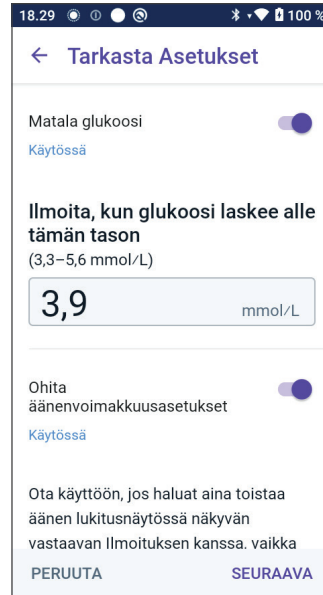 18.29 100 %
← Tarkasta Asetukset
Matala glukoosi
Käytössä
Ilmoita, kun glukoosi laskee alle
tämän tason
(3,3–5,6 mmol/L)
3,9 mmol/L
Ohita
äänenvoimakkuusasetukset
Käytössä
Ota käyttöön, jos haluat aina toistaa
äänen lukitusnäytössä näkyvän
vastaavan Ilmoituksen kanssa, vaikka
PERUUTA SEURAAVA